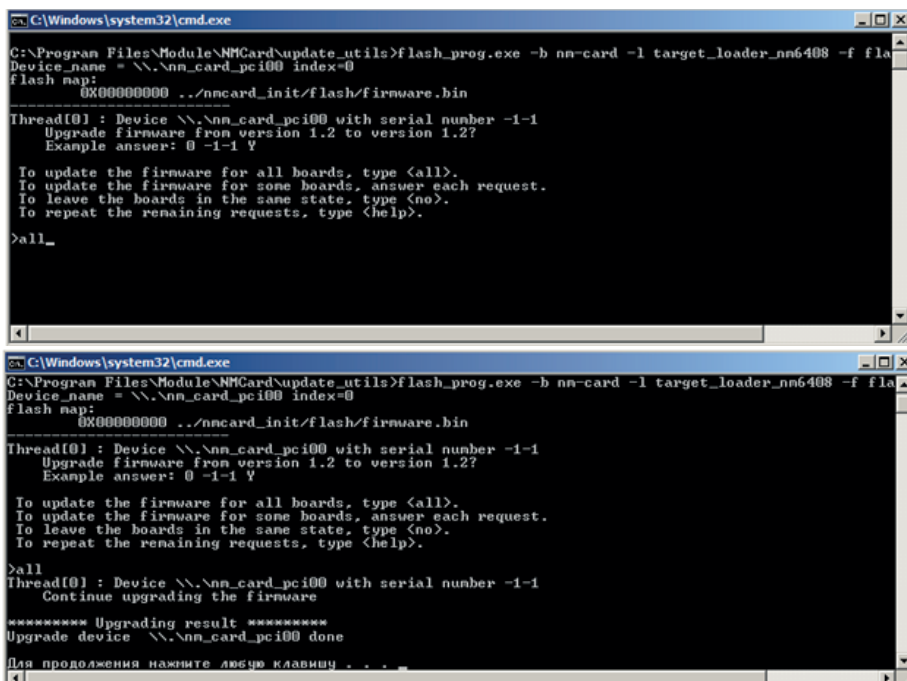 C:\Windows\system32\cmd.exe
C:\Program Files\Module\NMCard\update_utils>flash_prog.exe -b nm-card -l target_loader_nm6408 -f fla
Device_name = \\.\nm_card_pci00 index=0
flash map:
0X00000000 ../nmcard_init/flash/firmware.bin
---------------------------
Thread[0] : Device \\.\nm_card_pci00 with serial number -1-1
Upgrade firmware from version 1.2 to version 1.2?
Example answer: 0 -1-1 Y
To update the firmware for all boards, type <all>.
To update the firmware for some boards, answer each request.
To leave the boards in the same state, type <no>.
To repeat the remaining requests, type <help>.
>all_
C:\Windows\system32\cmd.exe
C:\Program Files\Module\NMCard\update_utils>flash_prog.exe -b nm-card -l target_loader_nm6408 -f fla
Device_name = \\.\nm_card_pci00 index=0
flash map:
0X00000000 ../nmcard_init/flash/firmware.bin
---------------------------
Thread[0] : Device \\.\nm_card_pci00 with serial number -1-1
Upgrade firmware from version 1.2 to version 1.2?
Example answer: 0 -1-1 Y
To update the firmware for all boards, type <all>.
To update the firmware for some boards, answer each request.
To leave the boards in the same state, type <no>.
To repeat the remaining requests, type <help>.
>all
Thread[0] : Device \\.\nm_card_pci00 with serial number -1-1
Continue upgrading the firmware
********* Upgrading result *********
Upgrade device \\.\nm_card_pci00 done
Для продолжения нажмите любую клавишу . . . _